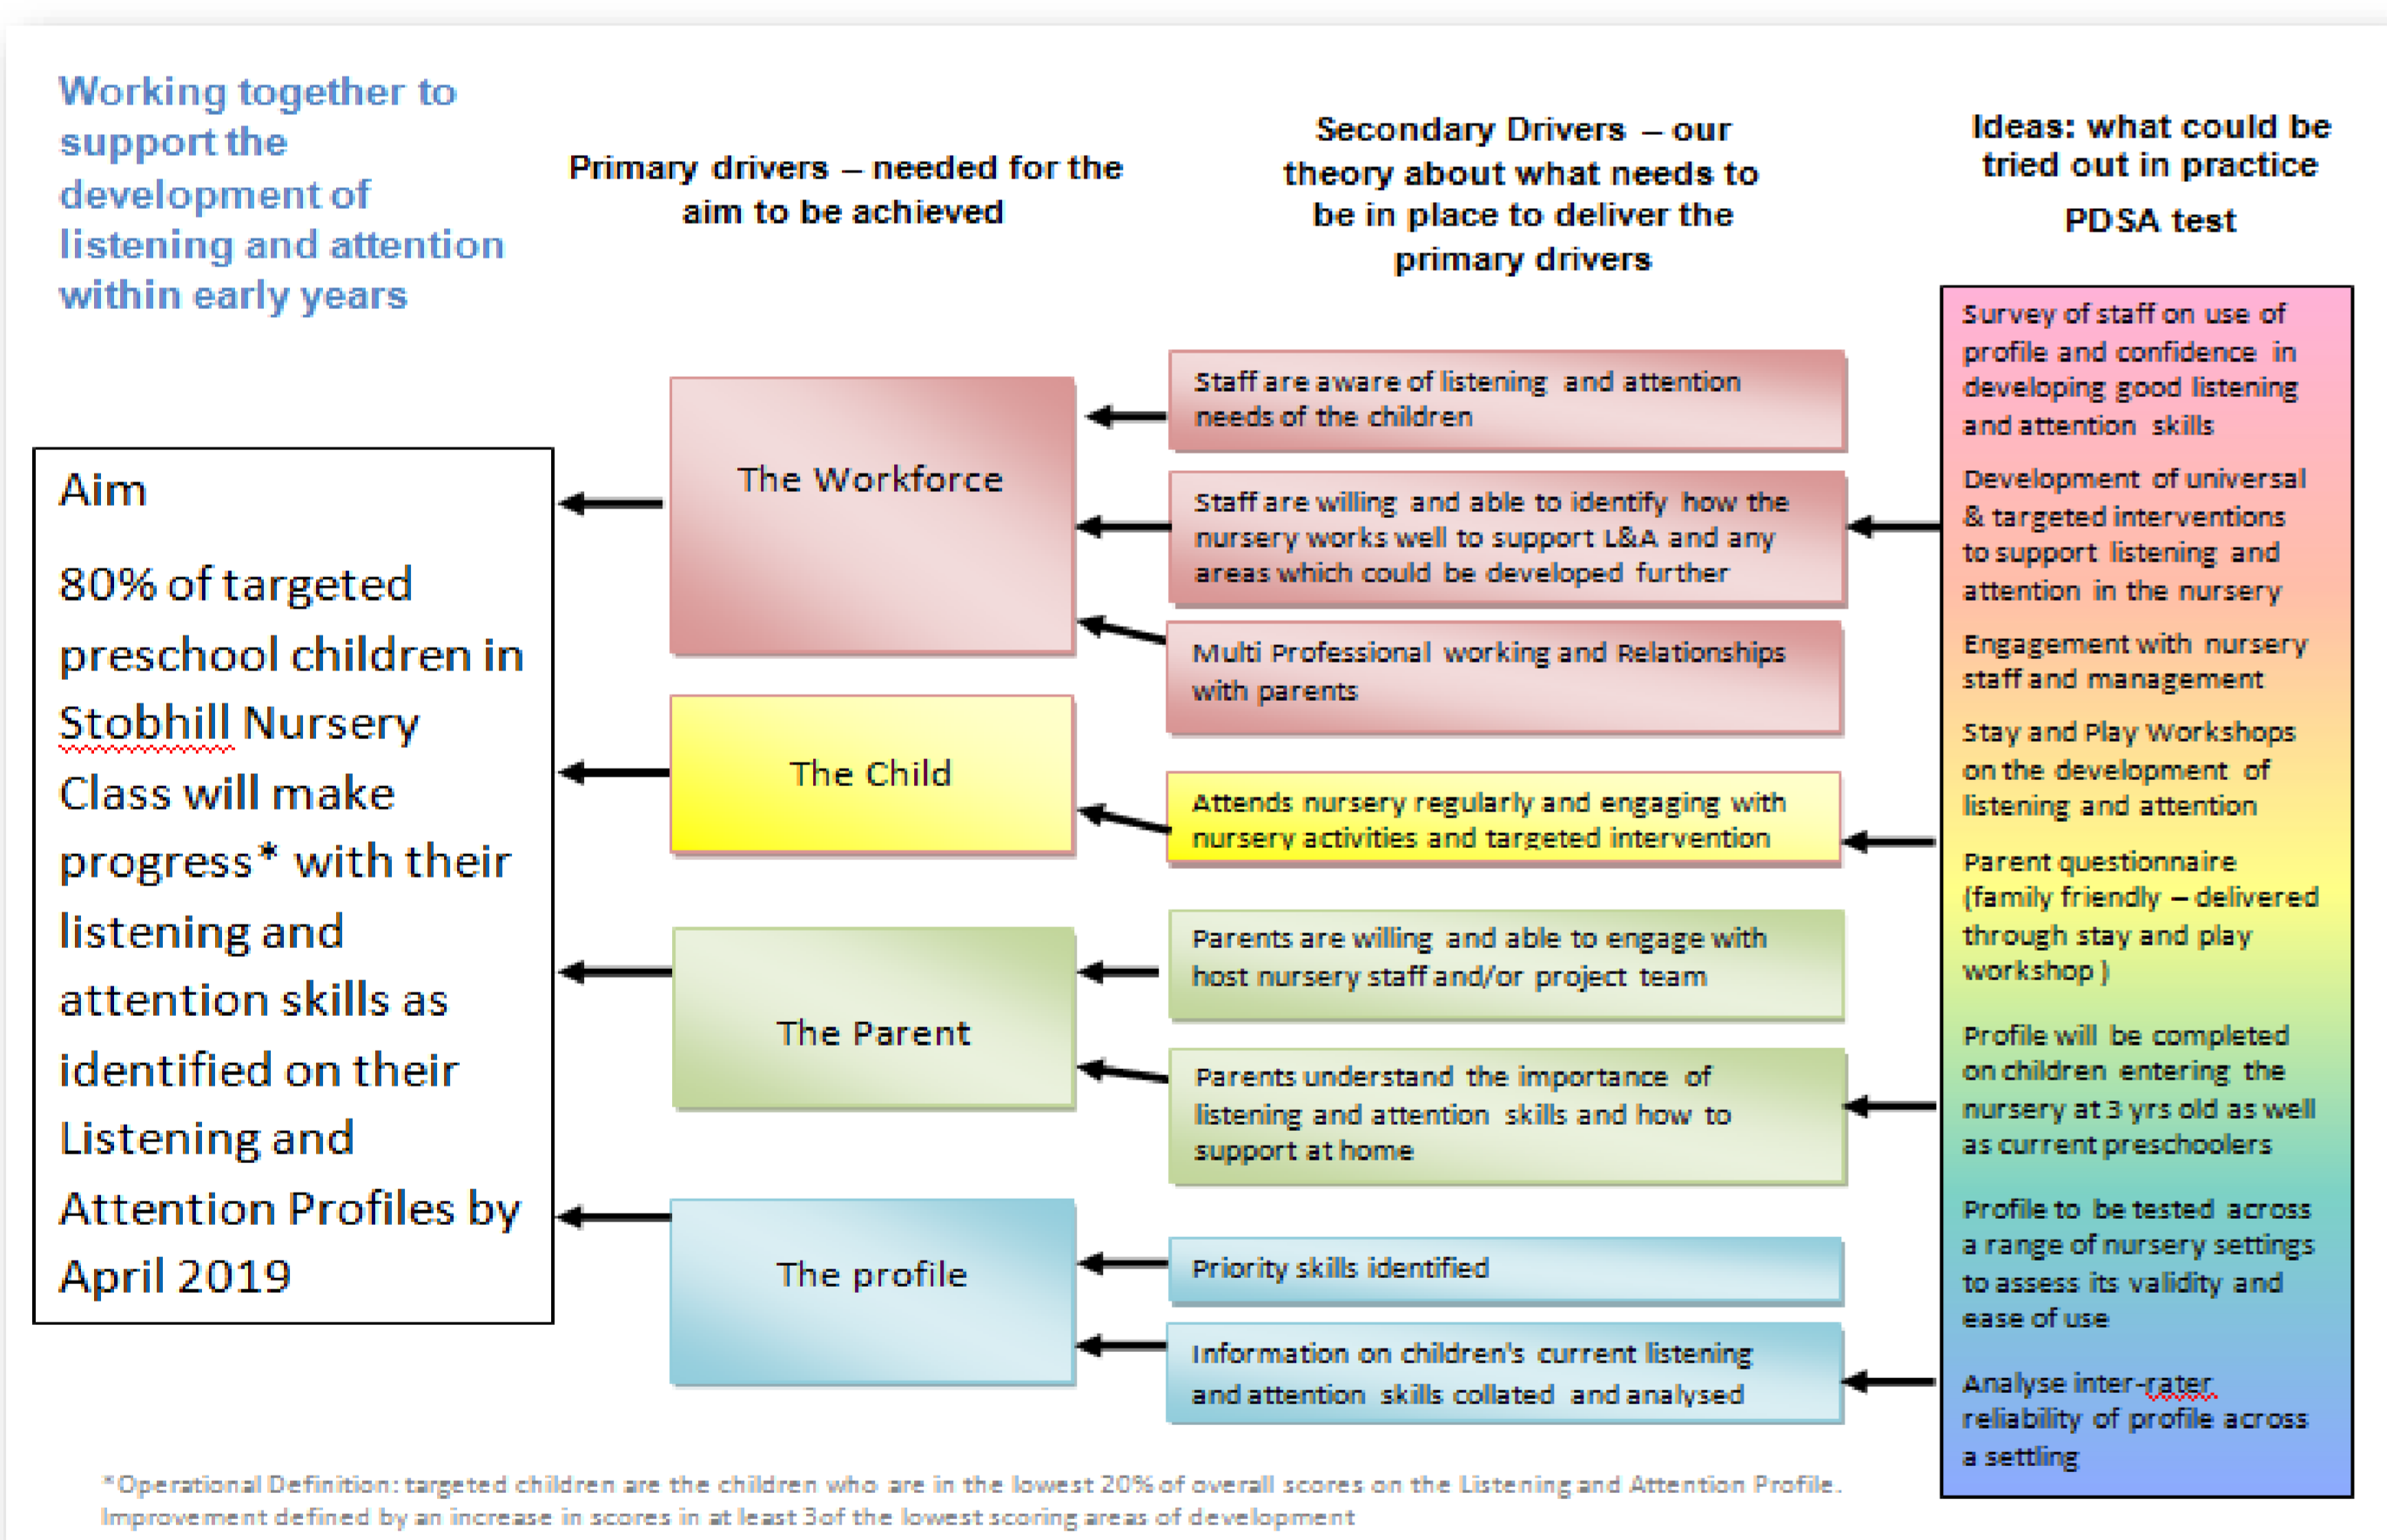 Working together to
support the
development of
listening and attention
within early years
Primary drivers – needed for the
aim to be achieved
Secondary Drivers – our
theory about what needs to
be in place to deliver the
primary drivers
Ideas: what could be
tried out in practice
PDSA test
Aim
80% of targeted
preschool children in
Stobhill Nursery
Class will make
progress* with their
listening and
attention skills as
identified on their
Listening and
Attention Profiles by
April 2019
The Workforce
The Child
The Parent
The profile
Staff are aware of listening and attention
needs of the children
Staff are willing and able to identify how the
nursery works well to support L&A and any
areas which could be developed further
Multi Professional working and Relationships
with parents
Attends nursery regularly and engaging with
nursery activities and targeted intervention
Parents are willing and able to engage with
host nursery staff and/or project team
Parents understand the importance of
listening and attention skills and how to
support at home
Priority skills identified
Information on children's current listening
and attention skills collated and analysed
Survey of staff on use of
profile and confidence in
developing good listening
and attention skills
Development of universal
& targeted interventions
to support listening and
attention in the nursery
Engagement with nursery
staff and management
Stay and Play Workshops
on the development of
listening and attention
Parent questionnaire
(family friendly – delivered
through stay and play
workshop )
Profile will be completed
on children entering the
nursery at 3 yrs old as well
as current preschoolers
Profile to be tested across
a range of nursery settings
to assess its validity and
ease of use
Analyse inter-rater
reliability of profile across
a settling
*Operational Definition: targeted children are the children who are in the lowest 20% of overall scores on the Listening and Attention Profile.
Improvement defined by an increase in scores in at least 3of the lowest scoring areas of development